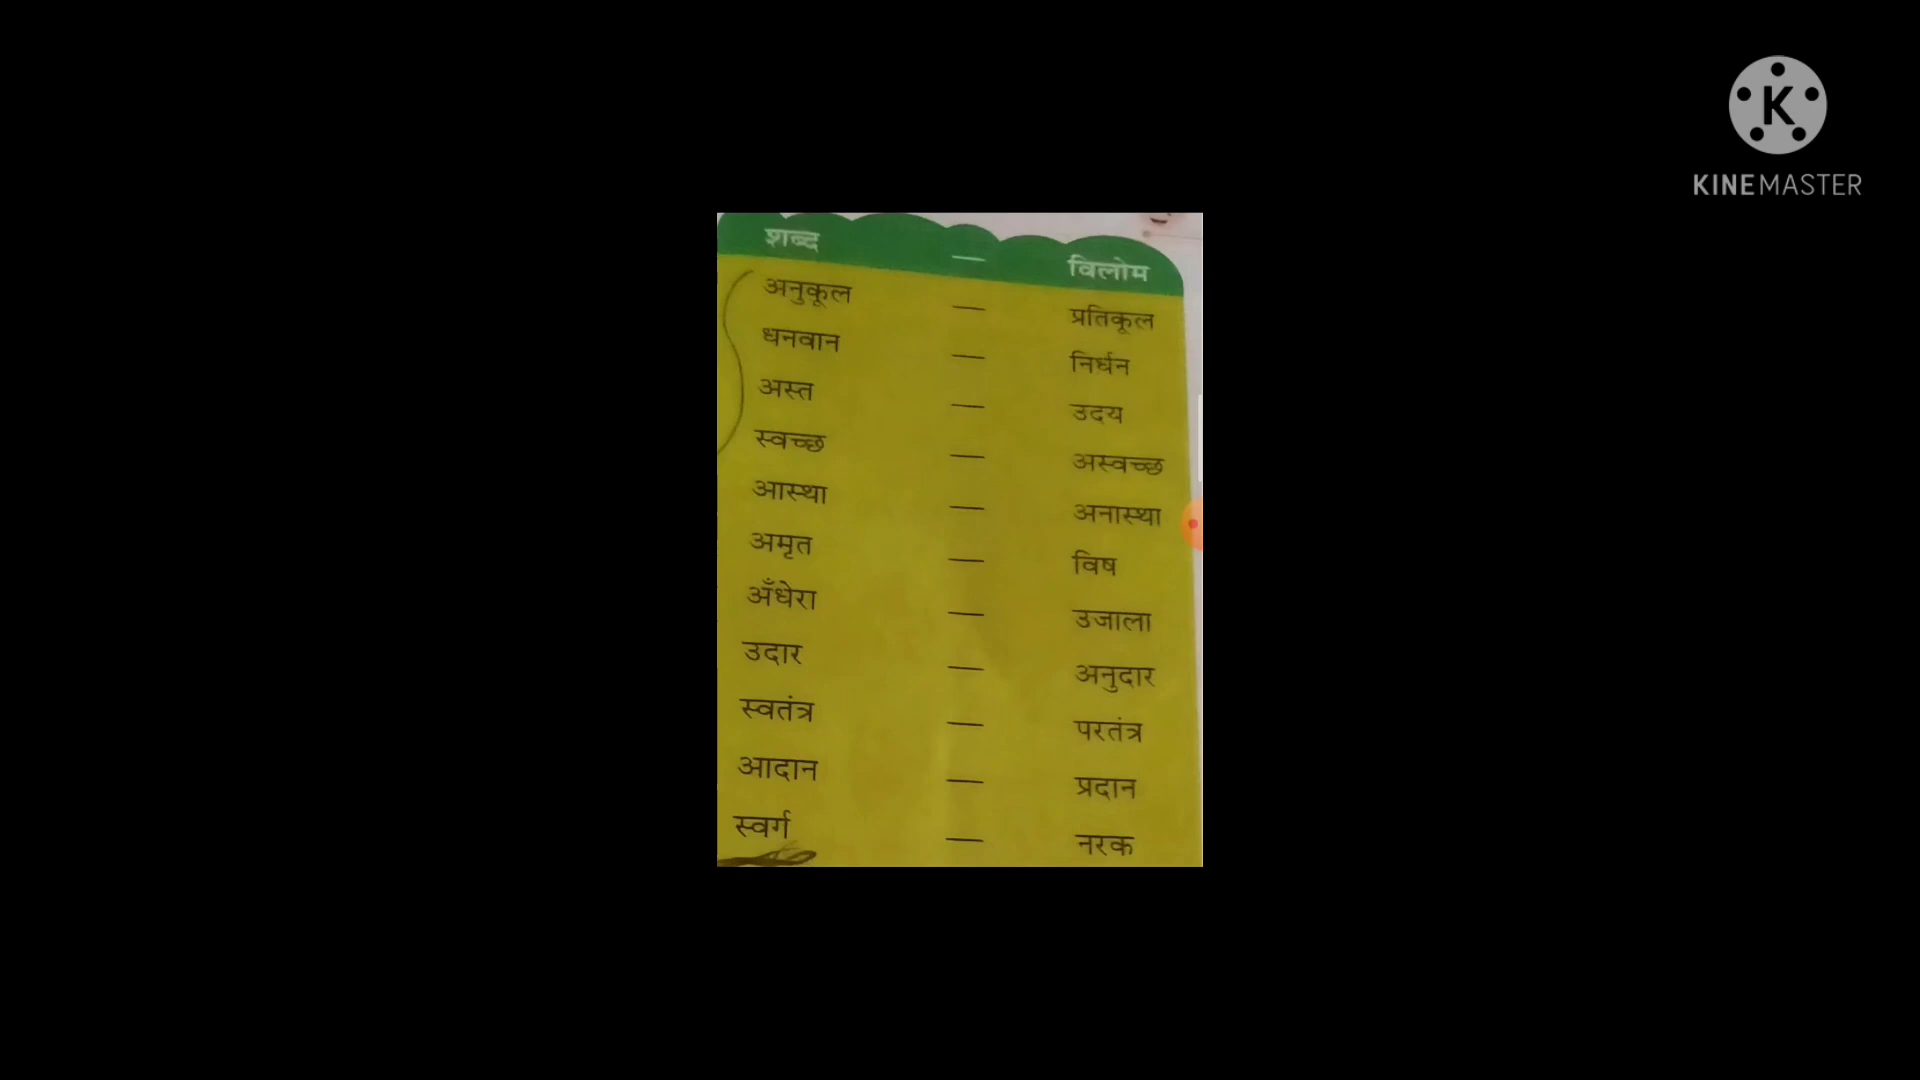 KINEMASTER
शब्द — विलोम
अनुकूल — प्रतिकूल
धनवान — निर्धन
अस्त — उदय
स्वच्छ — अस्वच्छ
आस्था — अनास्था
अमृत — विष
अँधेरा — उजाला
उदार — अनुदार
स्वतंत्र — परतंत्र
आदान — प्रदान
स्वर्ग — नरक